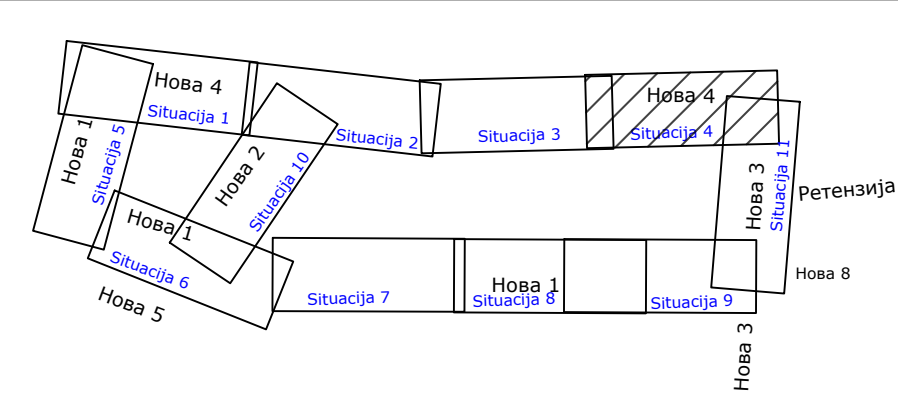 Нова 4
Situacija 1
Situacija 2
Situacija 3
Нова 4
Situacija 4
Нова 1
Situacija 5
Нова 2
Situacija 10
Нова 3
Situacija 11
Ретензија
Нова 1
Situacija 6
Нова 5
Situacija 7
Нова 1
Situacija 8
Situacija 9
Нова 8
Нова 3